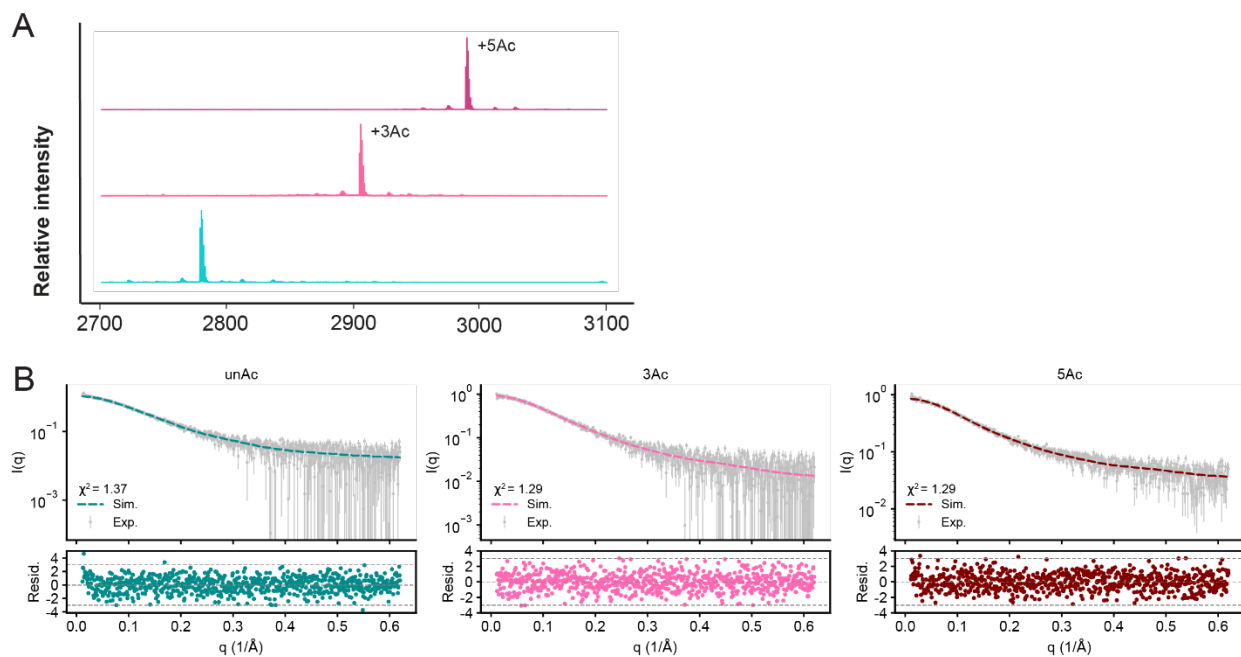 A
+5Ac
+3Ac
Relative intensity
2700 2800 2900 3000 3100
B
unAc 3Ac 5Ac
10⁰ 10⁰
10⁻¹ 10⁻¹ 10⁻¹
I(q) I(q) I(q)
10⁻² 10⁻²
10⁻³ 10⁻³
χ² = 1.37 χ² = 1.29 χ² = 1.29
Sim. Sim. Sim.
Exp. Exp. Exp.
4 4 4
2 2 2
0 0 0
-2 -2 -2
-4 -4 -4
Resid. Resid. Resid.
0.0 0.1 0.2 0.3 0.4 0.5 0.6 0.0 0.1 0.2 0.3 0.4 0.5 0.6 0.0 0.1 0.2 0.3 0.4 0.5 0.6
q (1/Å) q (1/Å) q (1/Å)